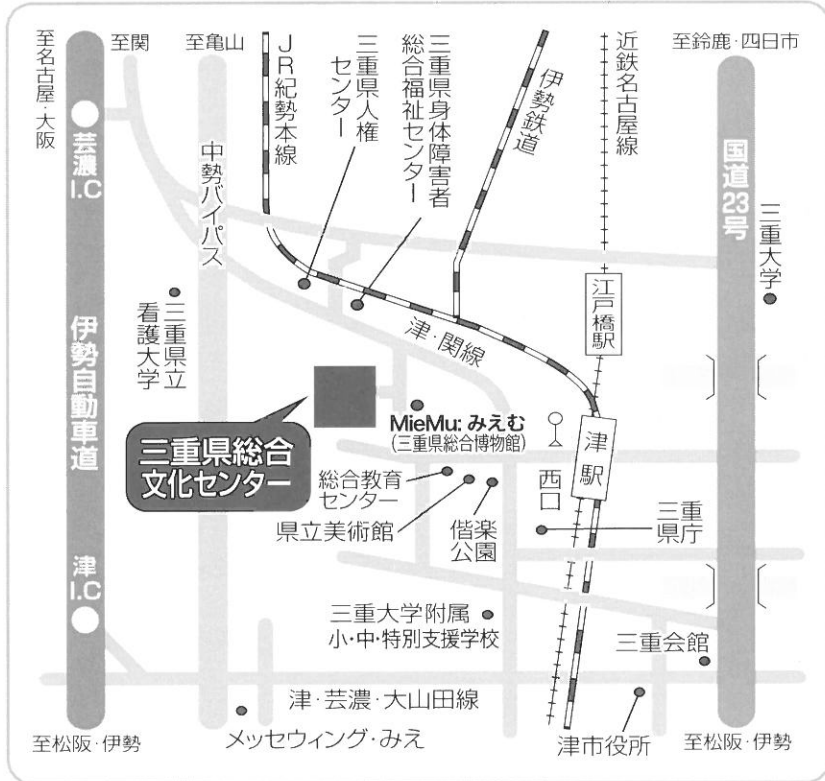 至名古屋・大阪
至関
至亀山
JR紀勢本線
三重県人権
センター
三重県身体障害者
総合福祉センター
伊勢鉄道
近鉄名古屋線
至鈴鹿・四日市
芸濃
I.C
中勢バイパス
国道23号
三重大学
江戸橋駅
三重県立
看護大学
津・関線
伊勢自動車道
MieMu: みえむ
(三重県総合博物館)
三重県総合
文化センター
津駅
西口
総合教育
センター
県立美術館
偕楽
公園
三重
県庁
津
I.C
三重大学附属
小・中・特別支援学校
三重会館
津・芸濃・大山田線
メッセウィング・みえ
津市役所
至松阪・伊勢
至松阪・伊勢